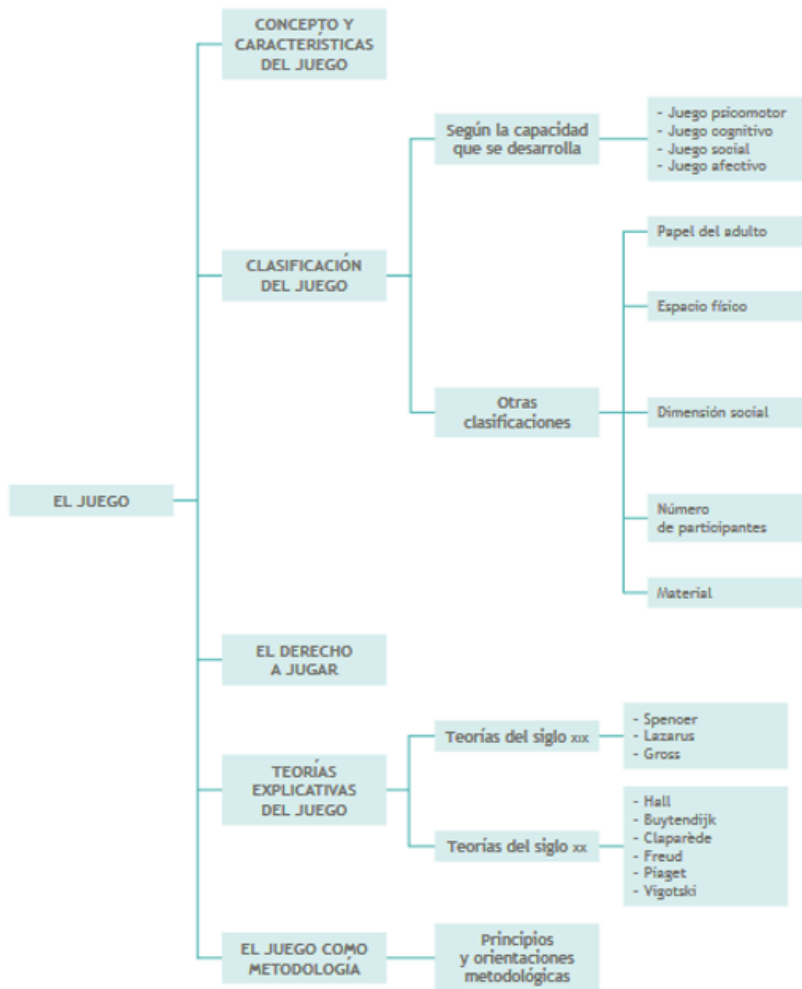 CONCEPTO Y
CARACTERÍSTICAS
DEL JUEGO
Según la capacidad
que se desarrolla
- Juego psicomotor
- Juego cognitivo
- Juego social
- Juego afectivo
CLASIFICACIÓN
DEL JUEGO
Papel del adulto
Espacio físico
Otras
clasificaciones
Dimensión social
EL JUEGO
Número
de participantes
Material
EL DERECHO
A JUGAR
TEORÍAS
EXPLICATIVAS
DEL JUEGO
Teorías del siglo XIX
- Spencer
- Lazarus
- Gross
Teorías del siglo XX
- Hall
- Buytendijk
- Claparède
- Freud
- Piaget
- Vigotski
EL JUEGO COMO
METODOLOGÍA
Principios
y orientaciones
metodológicas